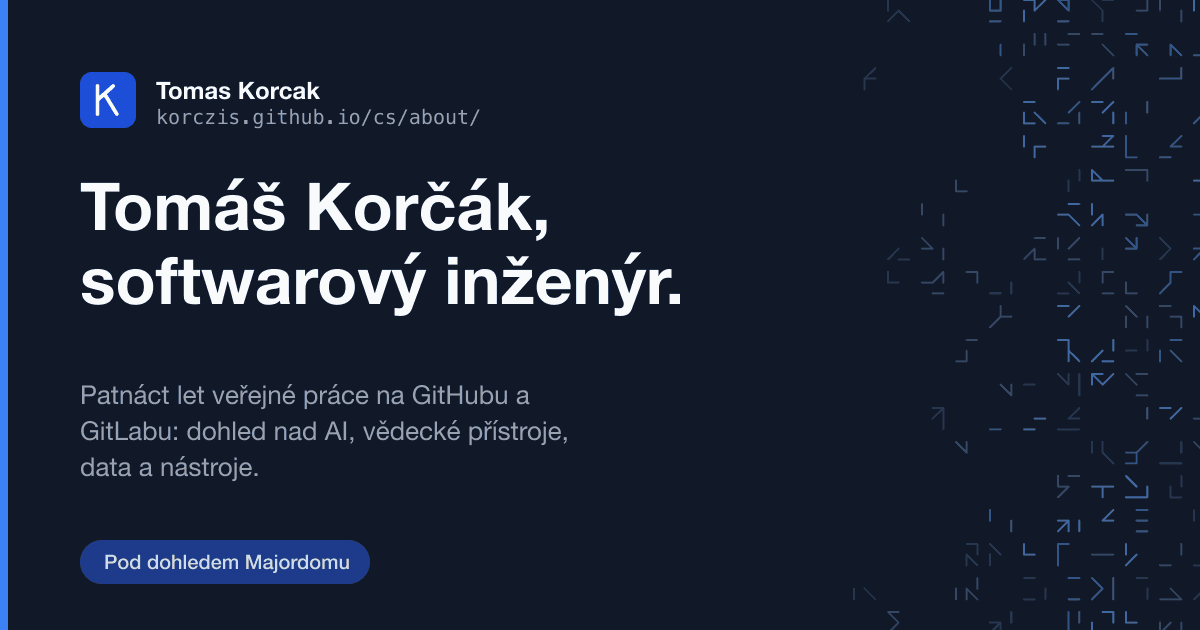 K
Tomas Korcak
korczis.github.io/cs/about/
Tomáš Korčák,
softwarový inženýr.
Patnáct let veřejné práce na GitHubu a
GitLabu: dohled nad AI, vědecké přístroje,
data a nástroje.
Pod dohledem Majordomu